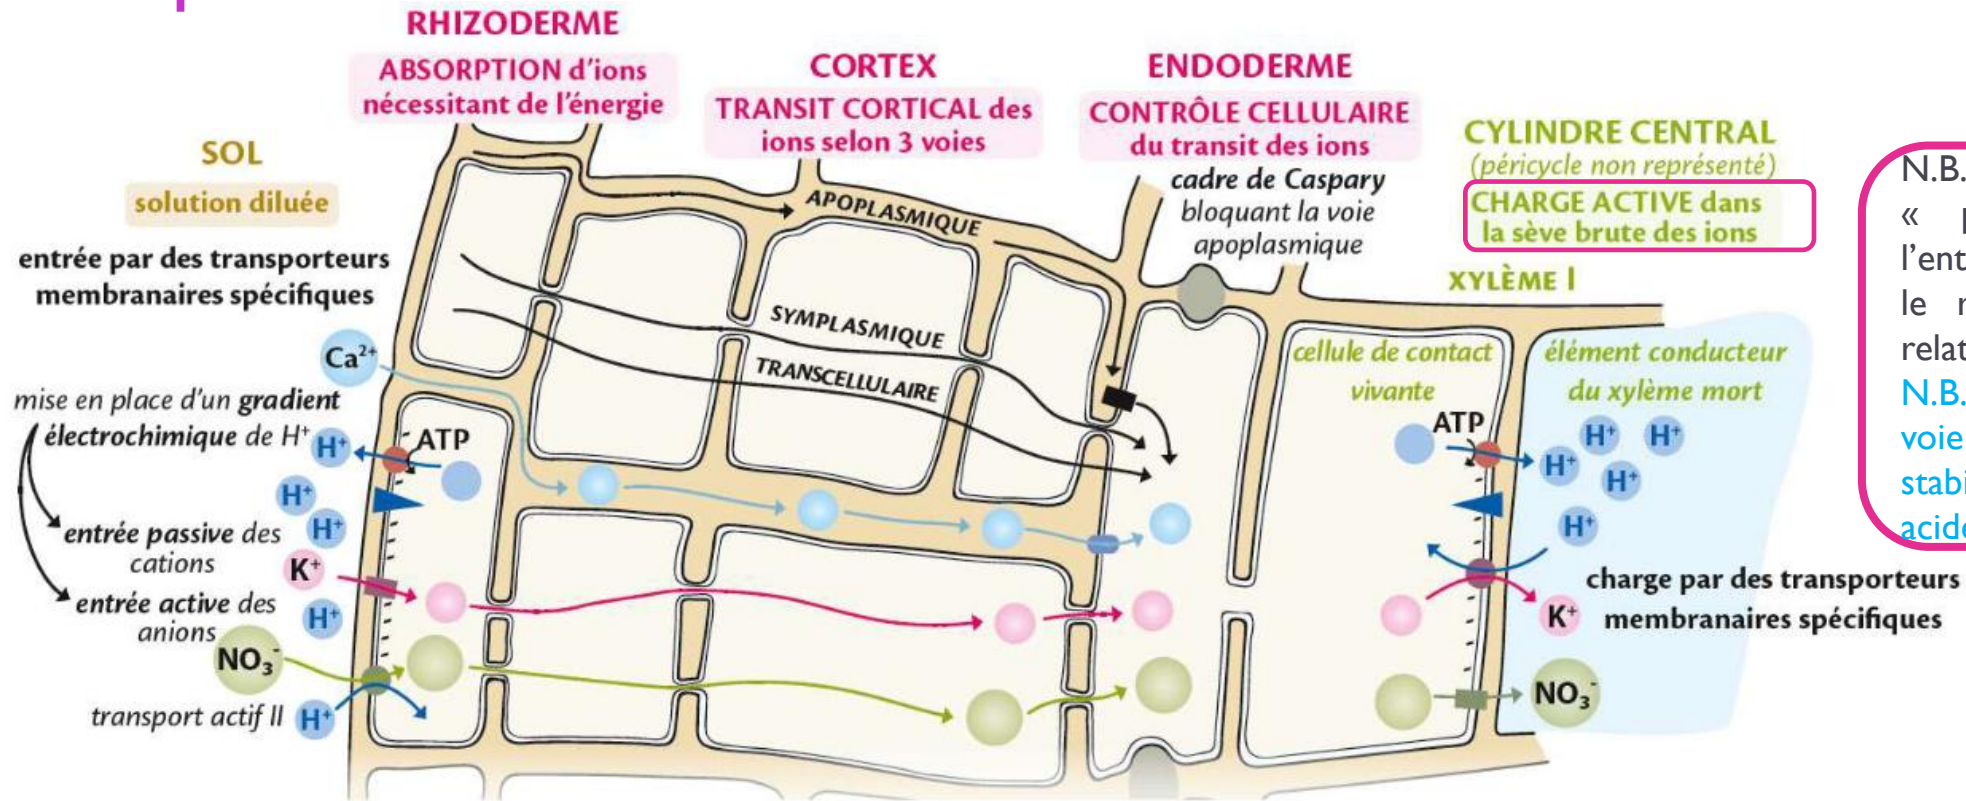 RHIZODERME
ABSORPTION d'ions
nécessitant de l'énergie
CORTEX
TRANSIT CORTICAL des
ions selon 3 voies
ENDODERME
CONTRÔLE CELLULAIRE
du transit des ions
cadre de Caspary
bloquant la voie
apoplasmique
CYLINDRE CENTRAL
(péricycle non représenté)
CHARGE ACTIVE dans
la sève brute des ions
XYLÈME I
SOL
solution diluée
entrée par des transporteurs
membranaires spécifiques
APOPLASMIQUE
SYMPLASMIQUE
TRANSCELLULAIRE
cellule de contact
vivante
élément conducteur
du xylème mort
Ca²⁺
mise en place d'un gradient
électrochimique de H⁺
H⁺
ATP
H⁺
H⁺
entrée passive des
cations
K⁺
entrée active des
anions
H⁺
NO₃⁻
transport actif II
H⁺
ATP
H⁺
H⁺
H⁺
H⁺
H⁺
charge par des transporteurs
membranaires spécifiques
K⁺
NO₃⁻
N.B.
«
le
N.B.
voie